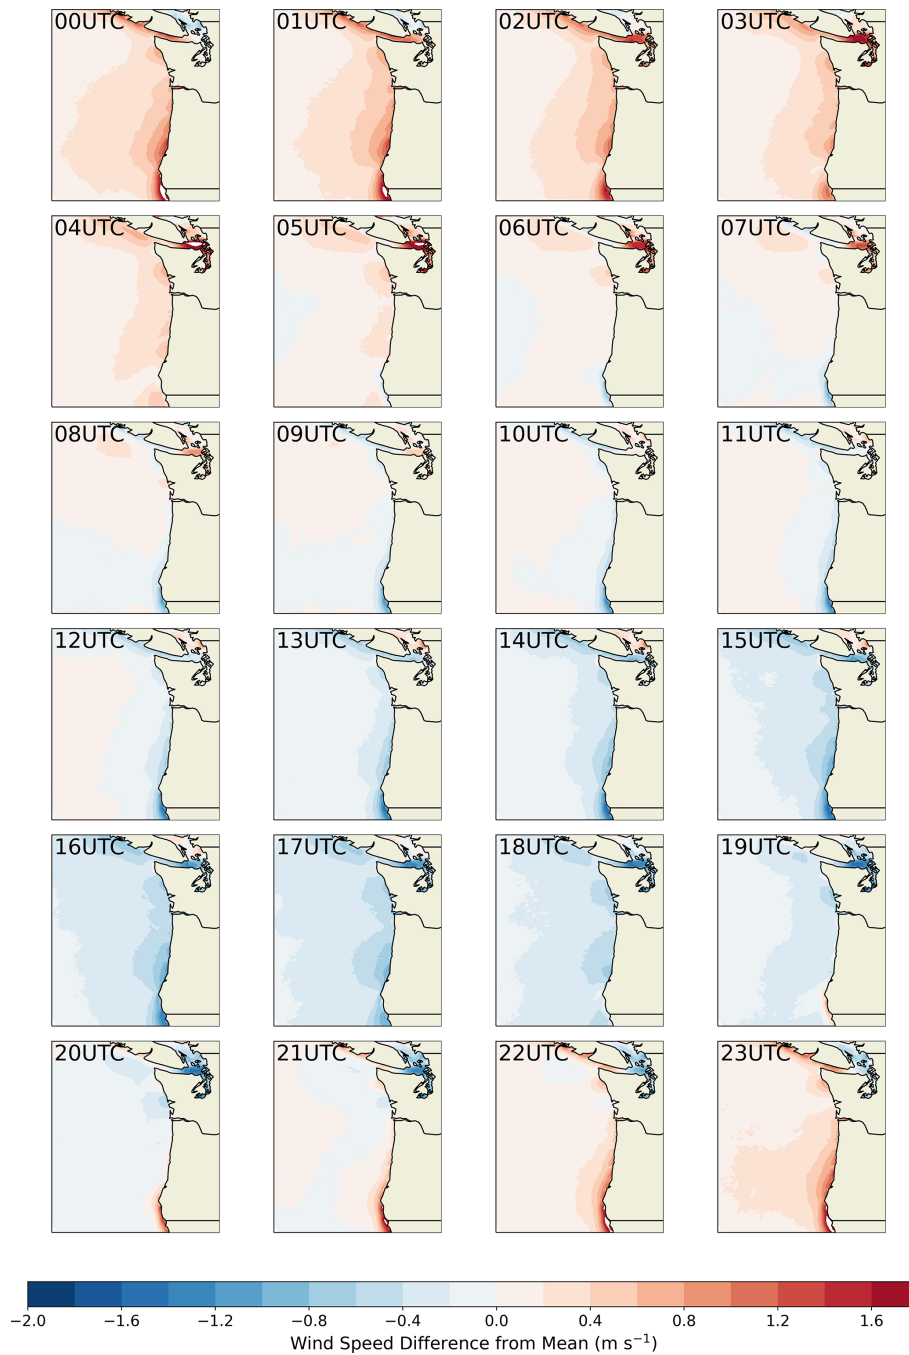 00UTC 01UTC 02UTC 03UTC
04UTC 05UTC 06UTC 07UTC
08UTC 09UTC 10UTC 11UTC
12UTC 13UTC 14UTC 15UTC
16UTC 17UTC 18UTC 19UTC
20UTC 21UTC 22UTC 23UTC
−2.0 −1.6 −1.2 −0.8 −0.4 0.0 0.4 0.8 1.2 1.6
Wind Speed Difference from Mean (m s⁻¹)